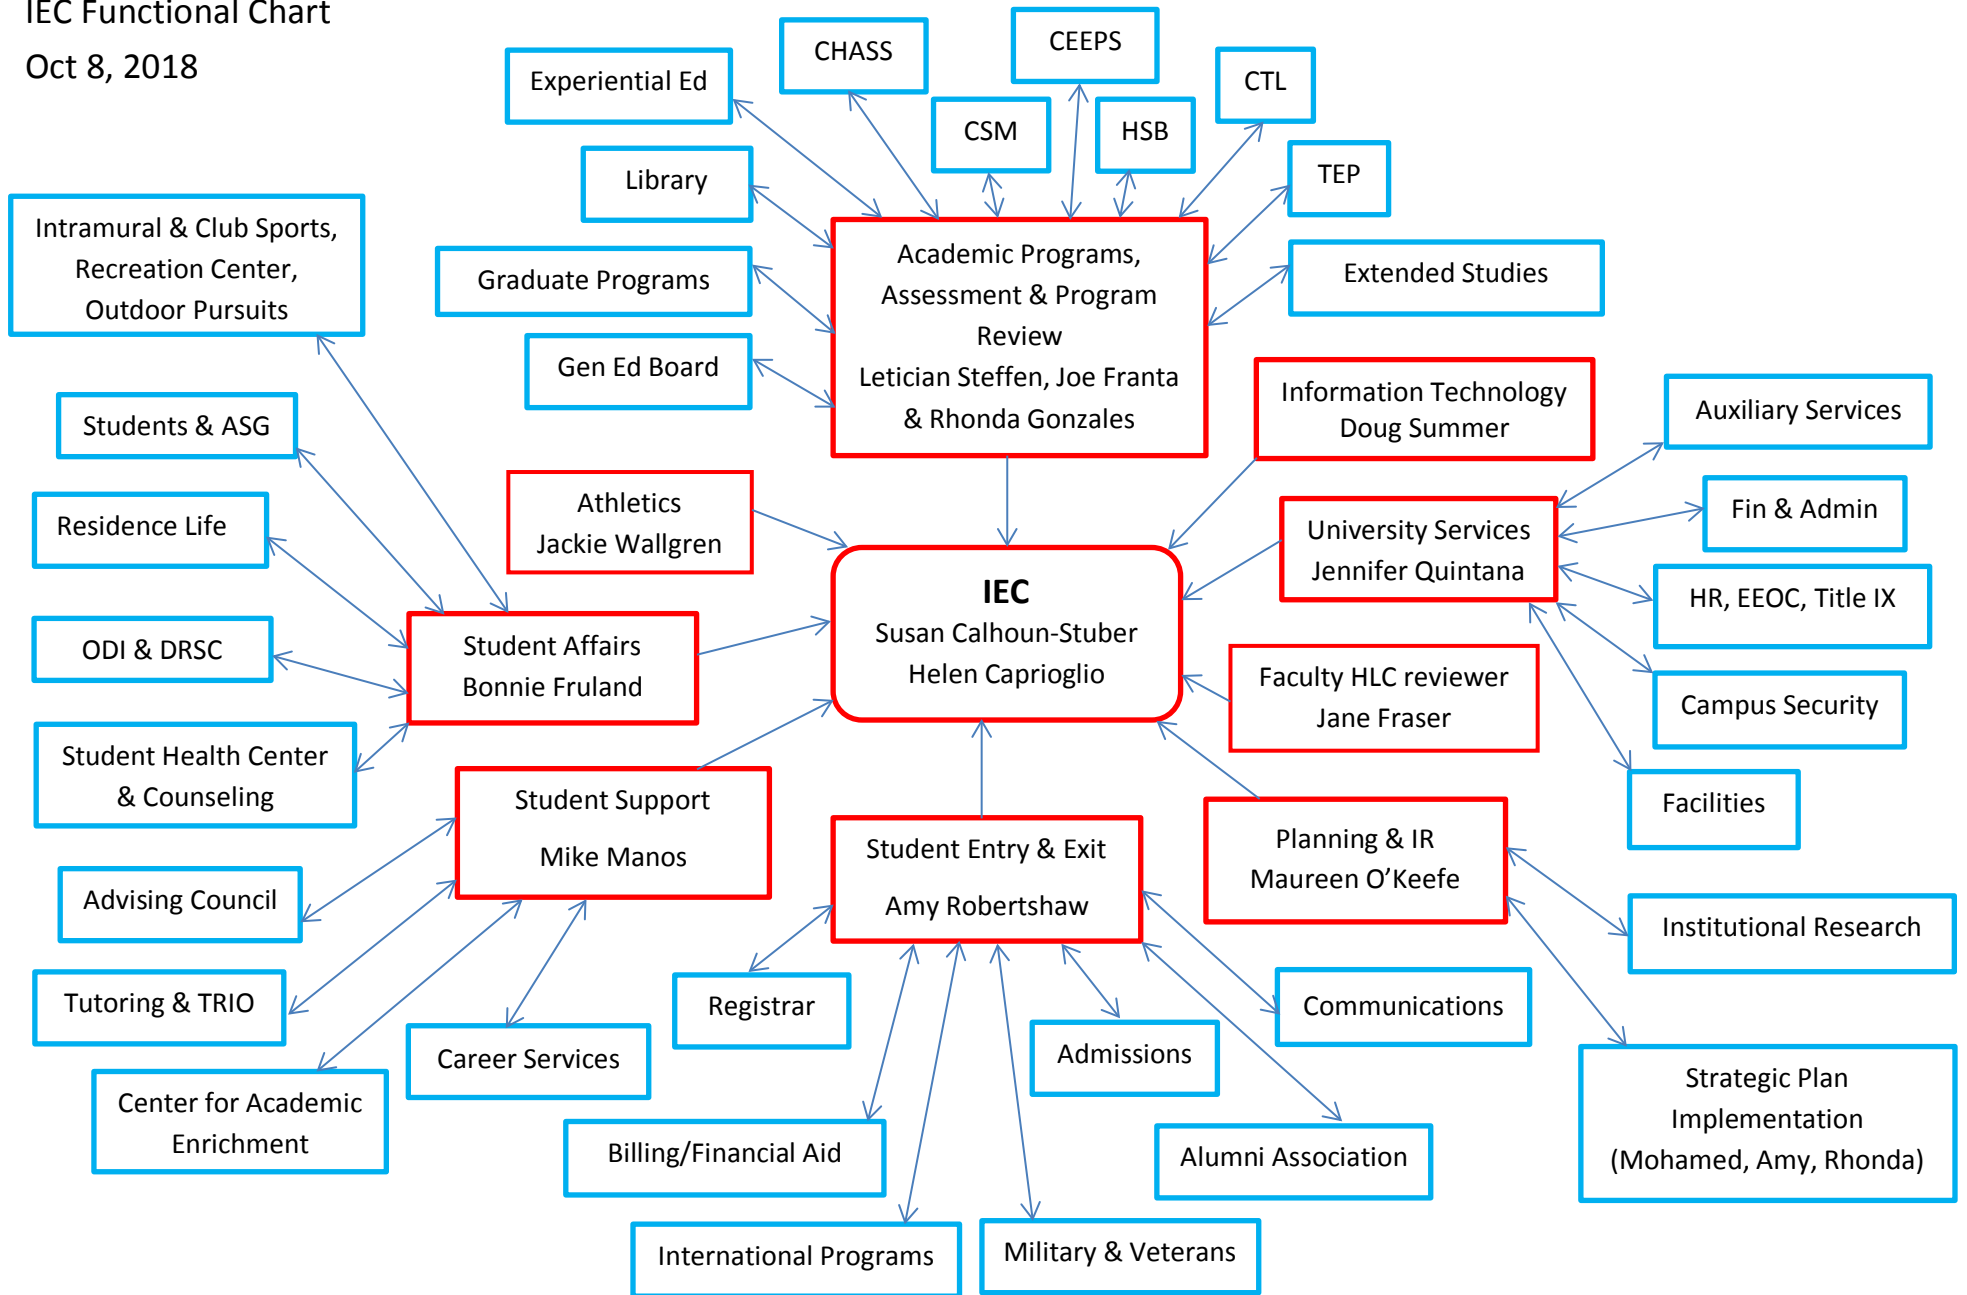 IEC Functional Chart
Oct 8, 2018
Experiential Ed
CHASS
CEEPS
CSM
HSB
CTL
TEP
Library
Graduate Programs
Gen Ed Board
Extended Studies
Academic Programs,
Assessment & Program
Review
Letician Steffen, Joe Franta
& Rhonda Gonzales
Intramural & Club Sports,
Recreation Center,
Outdoor Pursuits
Students & ASG
Residence Life
ODI & DRSC
Student Health Center
& Counseling
Athletics
Jackie Wallgren
Student Affairs
Bonnie Fruland
IEC
Susan Calhoun-Stuber
Helen Caprioglio
Information Technology
Doug Summer
University Services
Jennifer Quintana
Auxiliary Services
Fin & Admin
HR, EEOC, Title IX
Campus Security
Facilities
Faculty HLC reviewer
Jane Fraser
Student Support
Mike Manos
Advising Council
Tutoring & TRIO
Center for Academic
Enrichment
Career Services
Student Entry & Exit
Amy Robertshaw
Registrar
Billing/Financial Aid
International Programs
Military & Veterans
Admissions
Alumni Association
Communications
Planning & IR
Maureen O’Keefe
Institutional Research
Strategic Plan
Implementation
(Mohamed, Amy, Rhonda)